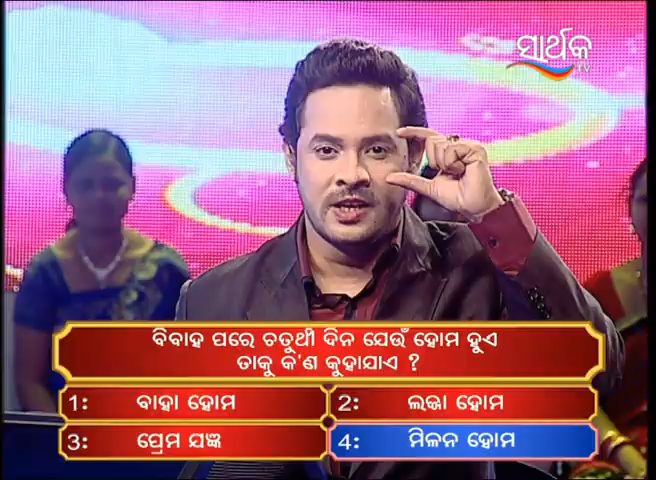 ସାର୍ଥକ
TV
ବିବାହ ପରେ ଚତୁର୍ଥୀ ଦିନ ଯେଉଁ ହୋମ ହୁଏ
ତାକୁ କ'ଣ କୁହାଯାଏ ?
1: ବାହା ହୋମ
2: ଲଜ୍ଜା ହୋମ
3: ପ୍ରେମ ଯଜ୍ଞ
4: ମିଳନ ହୋମ